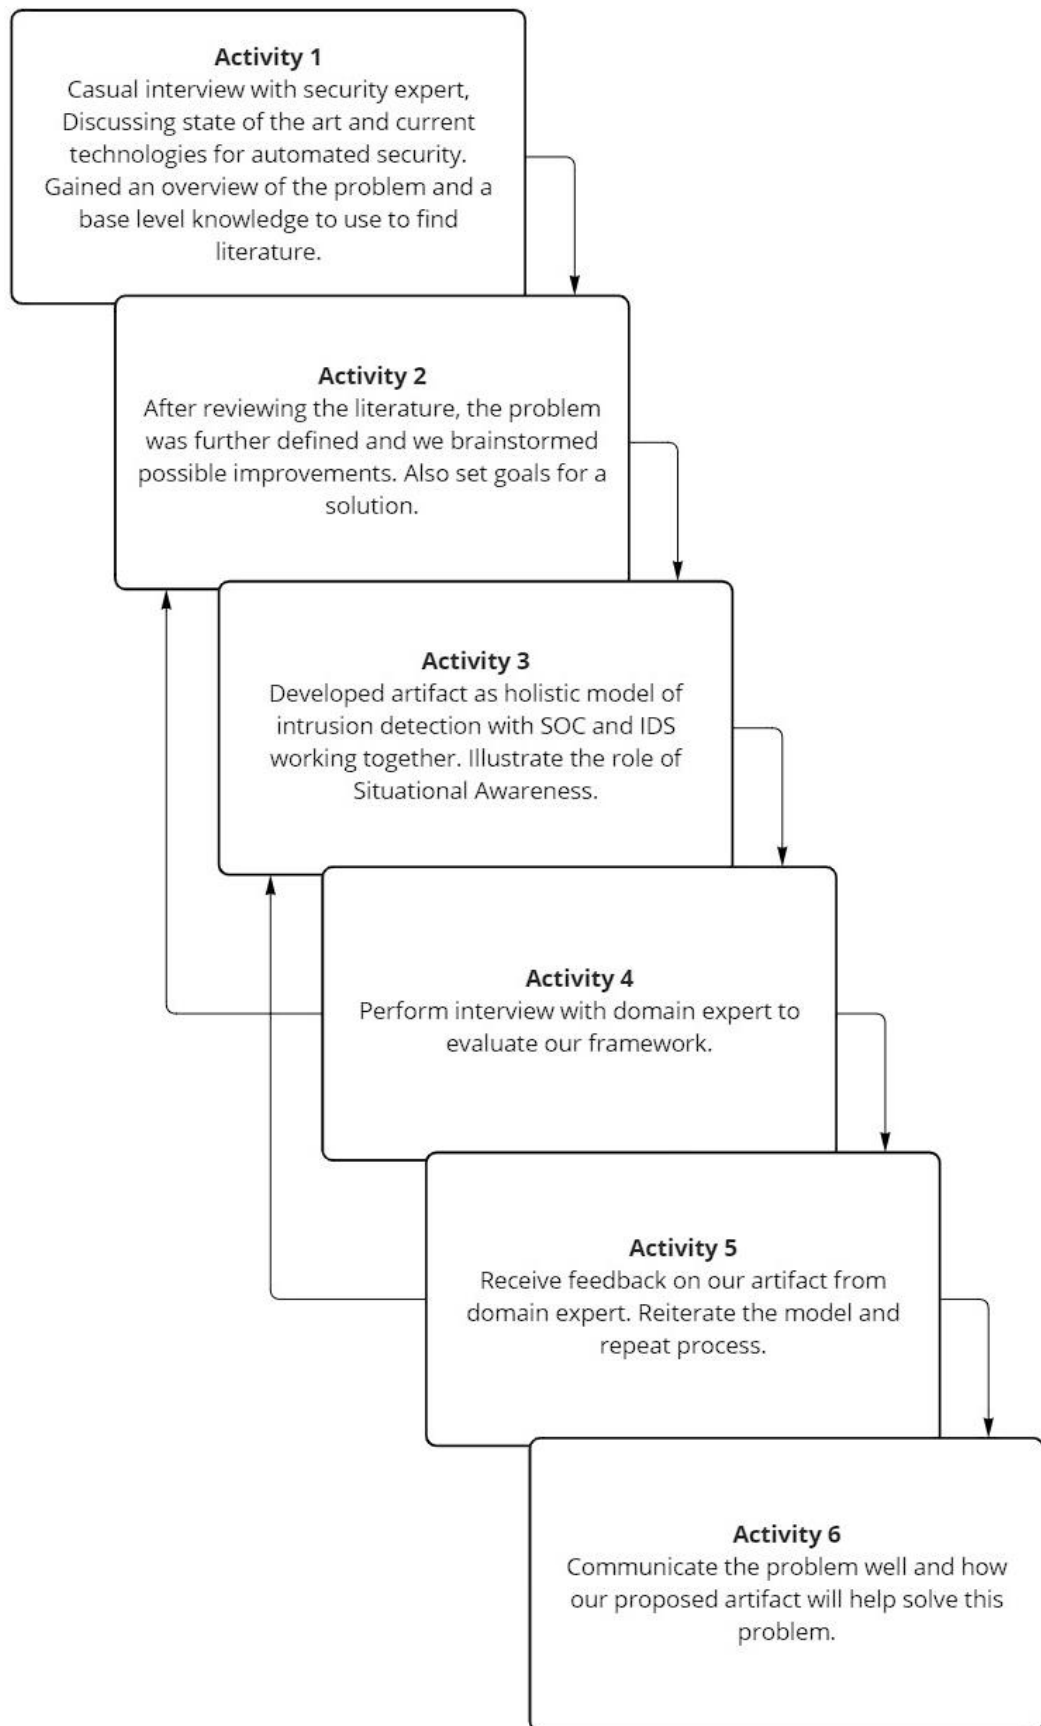 Activity 1
Casual interview with security expert,
Discussing state of the art and current
technologies for automated security.
Gained an overview of the problem and a
base level knowledge to use to find
literature.
Activity 2
After reviewing the literature, the problem
was further defined and we brainstormed
possible improvements. Also set goals for a
solution.
Activity 3
Developed artifact as holistic model of
intrusion detection with SOC and IDS
working together. Illustrate the role of
Situational Awareness.
Activity 4
Perform interview with domain expert to
evaluate our framework.
Activity 5
Receive feedback on our artifact from
domain expert. Reiterate the model and
repeat process.
Activity 6
Communicate the problem well and how
our proposed artifact will help solve this
problem.